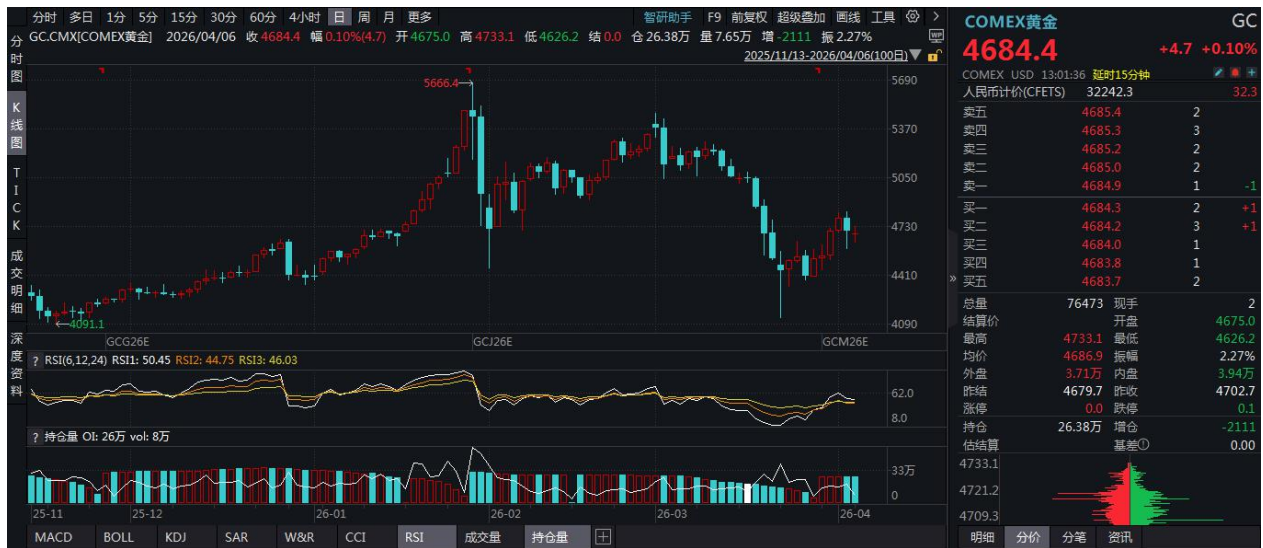 分时 多日 1分 5分 15分 30分 60分 4小时 日 周 月 更多 智研助手 F9 前复权 超级叠加 画线 工具
GC.CMX[COMEX黄金] 2026/04/06 收4684.4 幅0.10%(4.7) 开4675.0 高4733.1 低4626.2 结0.0 仓26.38万 量7.65万 增-2111 振2.27%
2025/11/13-2026/04/06(100日)
分时图
K线图
TICK
成交明细
深度资料
5666.4
4091.1
5690
5370
5050
4730
4410
4090
GCG26E GCJ26E GCM26E
? RSI(6,12,24) RSI1: 50.45 RSI2: 44.75 RSI3: 46.03
62.0
8.0
? 持仓量 OI: 26万 vol: 8万
33万
0
25-11 25-12 26-01 26-02 26-03 26-04
MACD BOLL KDJ SAR W&R CCI RSI 成交量 持仓量
COMEX黄金 GC
4684.4 +4.7 +0.10%
COMEX USD 13:01:36 延时15分钟
人民币计价(CFETS) 32242.3 32.3
卖五 4685.4 2
卖四 4685.3 3
卖三 4685.2 2
卖二 4685.0 2
卖一 4684.9 1 -1
买一 4684.3 2 +1
买二 4684.2 3 +1
买三 4684.0 1
买四 4683.8 1
买五 4683.7 2
总量 76473 现手 2
结算价 开盘 4675.0
最高 4733.1 最低 4626.2
均价 4686.9 振幅 2.27%
外盘 3.71万 内盘 3.94万
昨结 4679.7 昨收 4702.7
涨停 0.0 跌停 0.1
持仓 26.38万 增仓 -2111
估结算 基差 0.00
4733.1
4721.2
4709.3
明细 分价 分笔 资讯